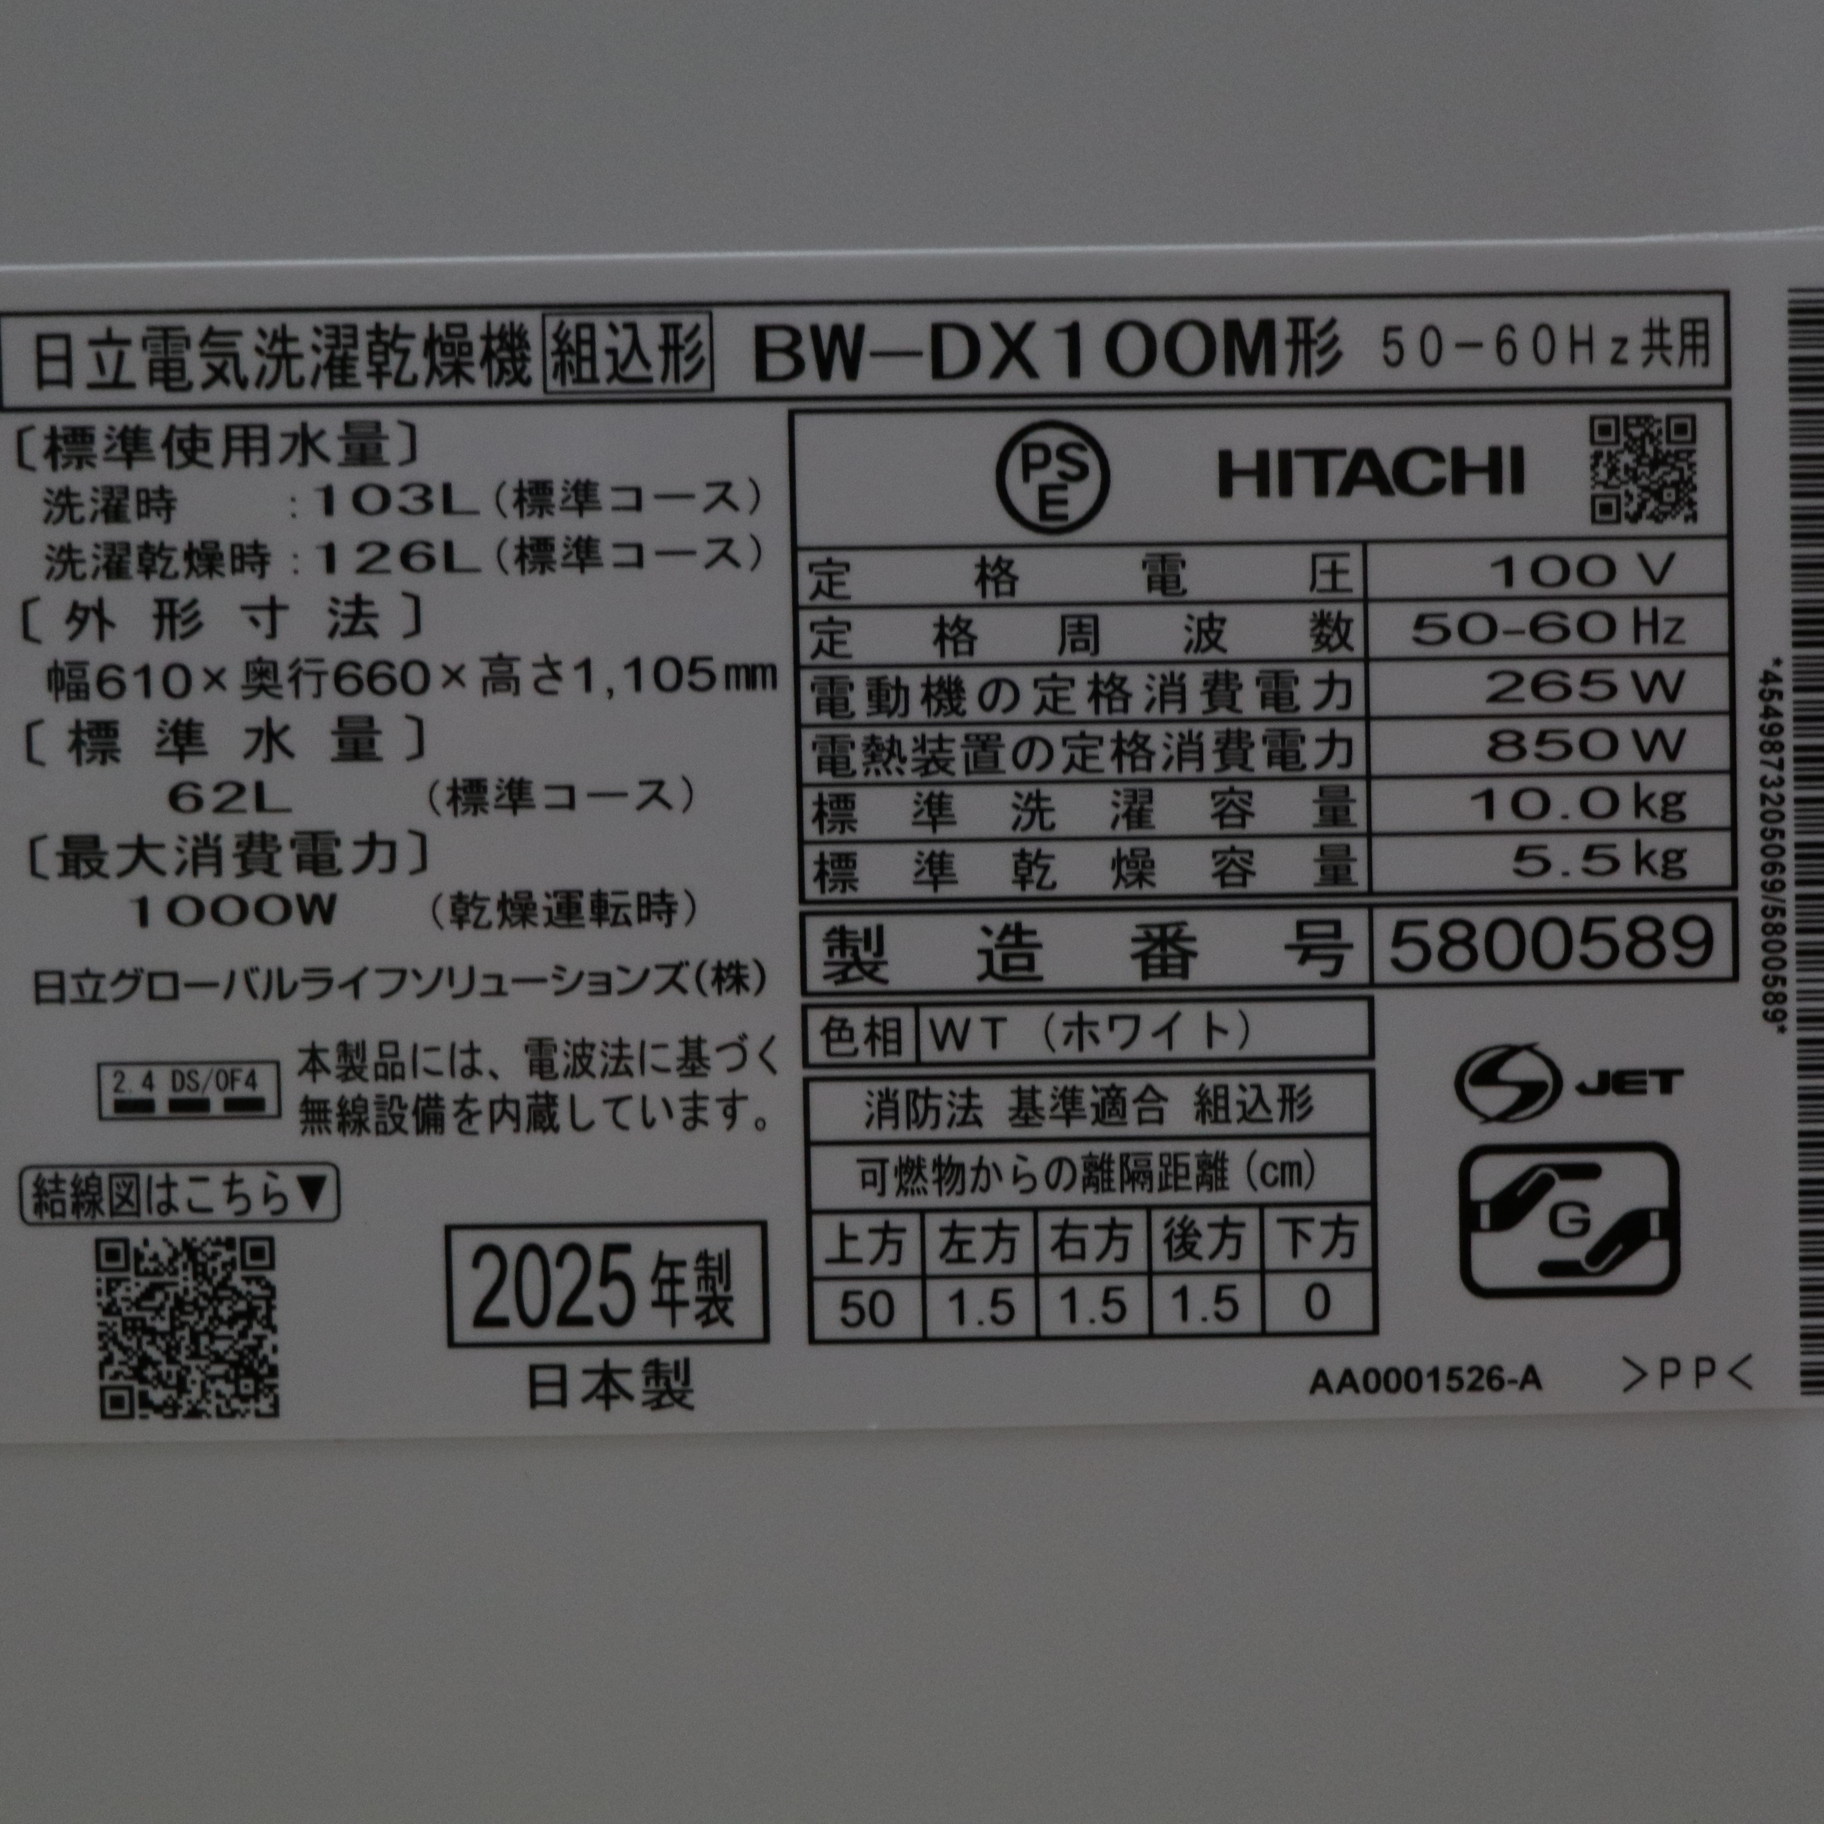 日立電気洗濯乾燥機 組込形 BW-DX100M形 50-60Hz共用
〔標準使用水量〕
洗濯時 :103L(標準コース)
洗濯乾燥時:126L(標準コース)
〔外形寸法〕
幅610×奥行660×高さ1,105mm
〔標準水量〕
62L (標準コース)
〔最大消費電力〕
1000W (乾燥運転時)
日立グローバルライフソリューションズ(株)
2.4 DS/OF4
本製品には、電波法に基づく
無線設備を内蔵しています。
結線図はこちら▼
2025年製
日本製
PSE HITACHI
定格電圧 100V
定格周波数 50-60Hz
電動機の定格消費電力 265W
電熱装置の定格消費電力 850W
標準洗濯容量 10.0kg
標準乾燥容量 5.5kg
製造番号 5800589
色相 WT (ホワイト)
消防法 基準適合 組込形
可燃物からの離隔距離(cm)
上方 左方 右方 後方 下方
50 1.5 1.5 1.5 0
S JET
G
AA0001526-A >PP<
*4549873205069/5800589*